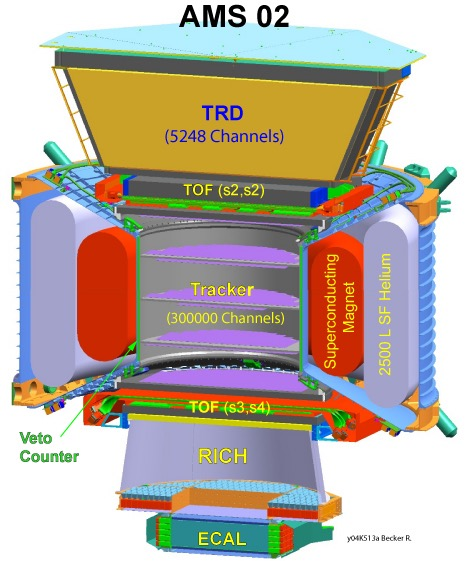 AMS 02
TRD
(5248 Channels)
TOF (s2,s2)
Tracker
(300000 Channels)
Superconducting
Magnet
2500 L SF Helium
TOF (s3,s4)
Veto
Counter
RICH
ECAL
y04K513a Becker R.